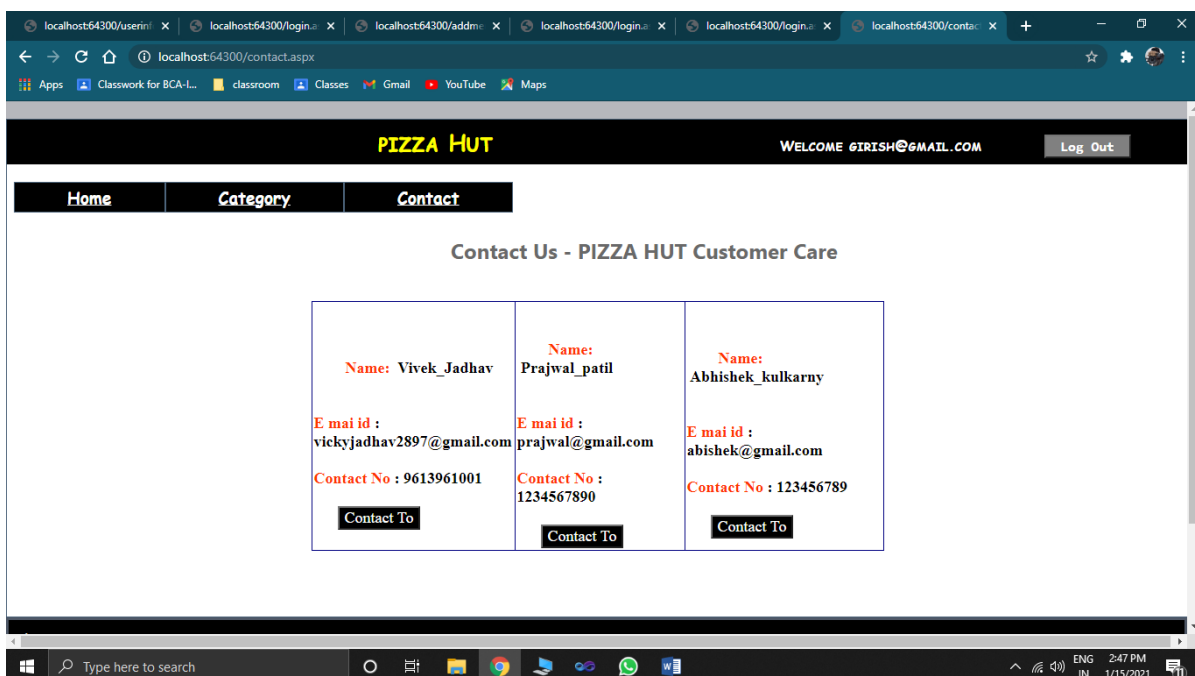 localhost:64300/userinf
localhost:64300/login.a
localhost:64300/addme
localhost:64300/login.a
localhost:64300/login.a
localhost:64300/contac
localhost:64300/contact.aspx
Apps Classwork for BCA-I... classroom Classes Gmail YouTube Maps
PIZZA HUT WELCOME GIRISH@GMAIL.COM Log Out
Home Category Contact
Contact Us - PIZZA HUT Customer Care
Name: Vivek_Jadhav
E mai id :
vickyjadhav2897@gmail.com
Contact No : 9613961001
Contact To
Name:
Prajwal_patil
E mai id :
prajwal@gmail.com
Contact No :
1234567890
Contact To
Name:
Abhishek_kulkarny
E mai id :
abishek@gmail.com
Contact No : 123456789
Contact To
Type here to search
ENG
IN
2:47 PM
1/15/2021